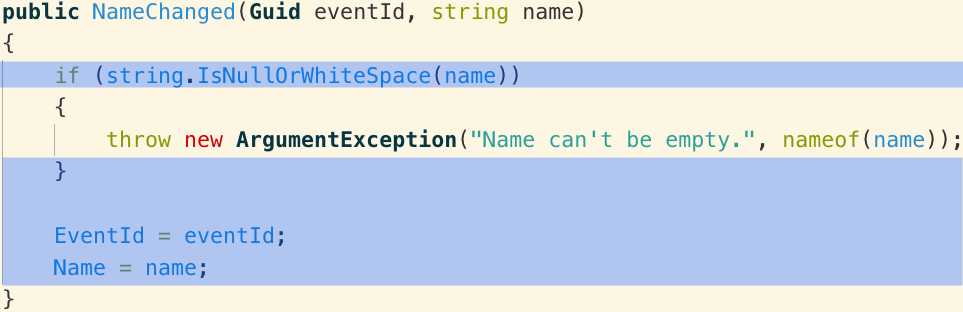 public NameChanged(Guid eventId, string name)
{
    if (string.IsNullOrWhiteSpace(name))
    {
        throw new ArgumentException("Name can't be empty.", nameof(name));
    }

    EventId = eventId;
    Name = name;
}